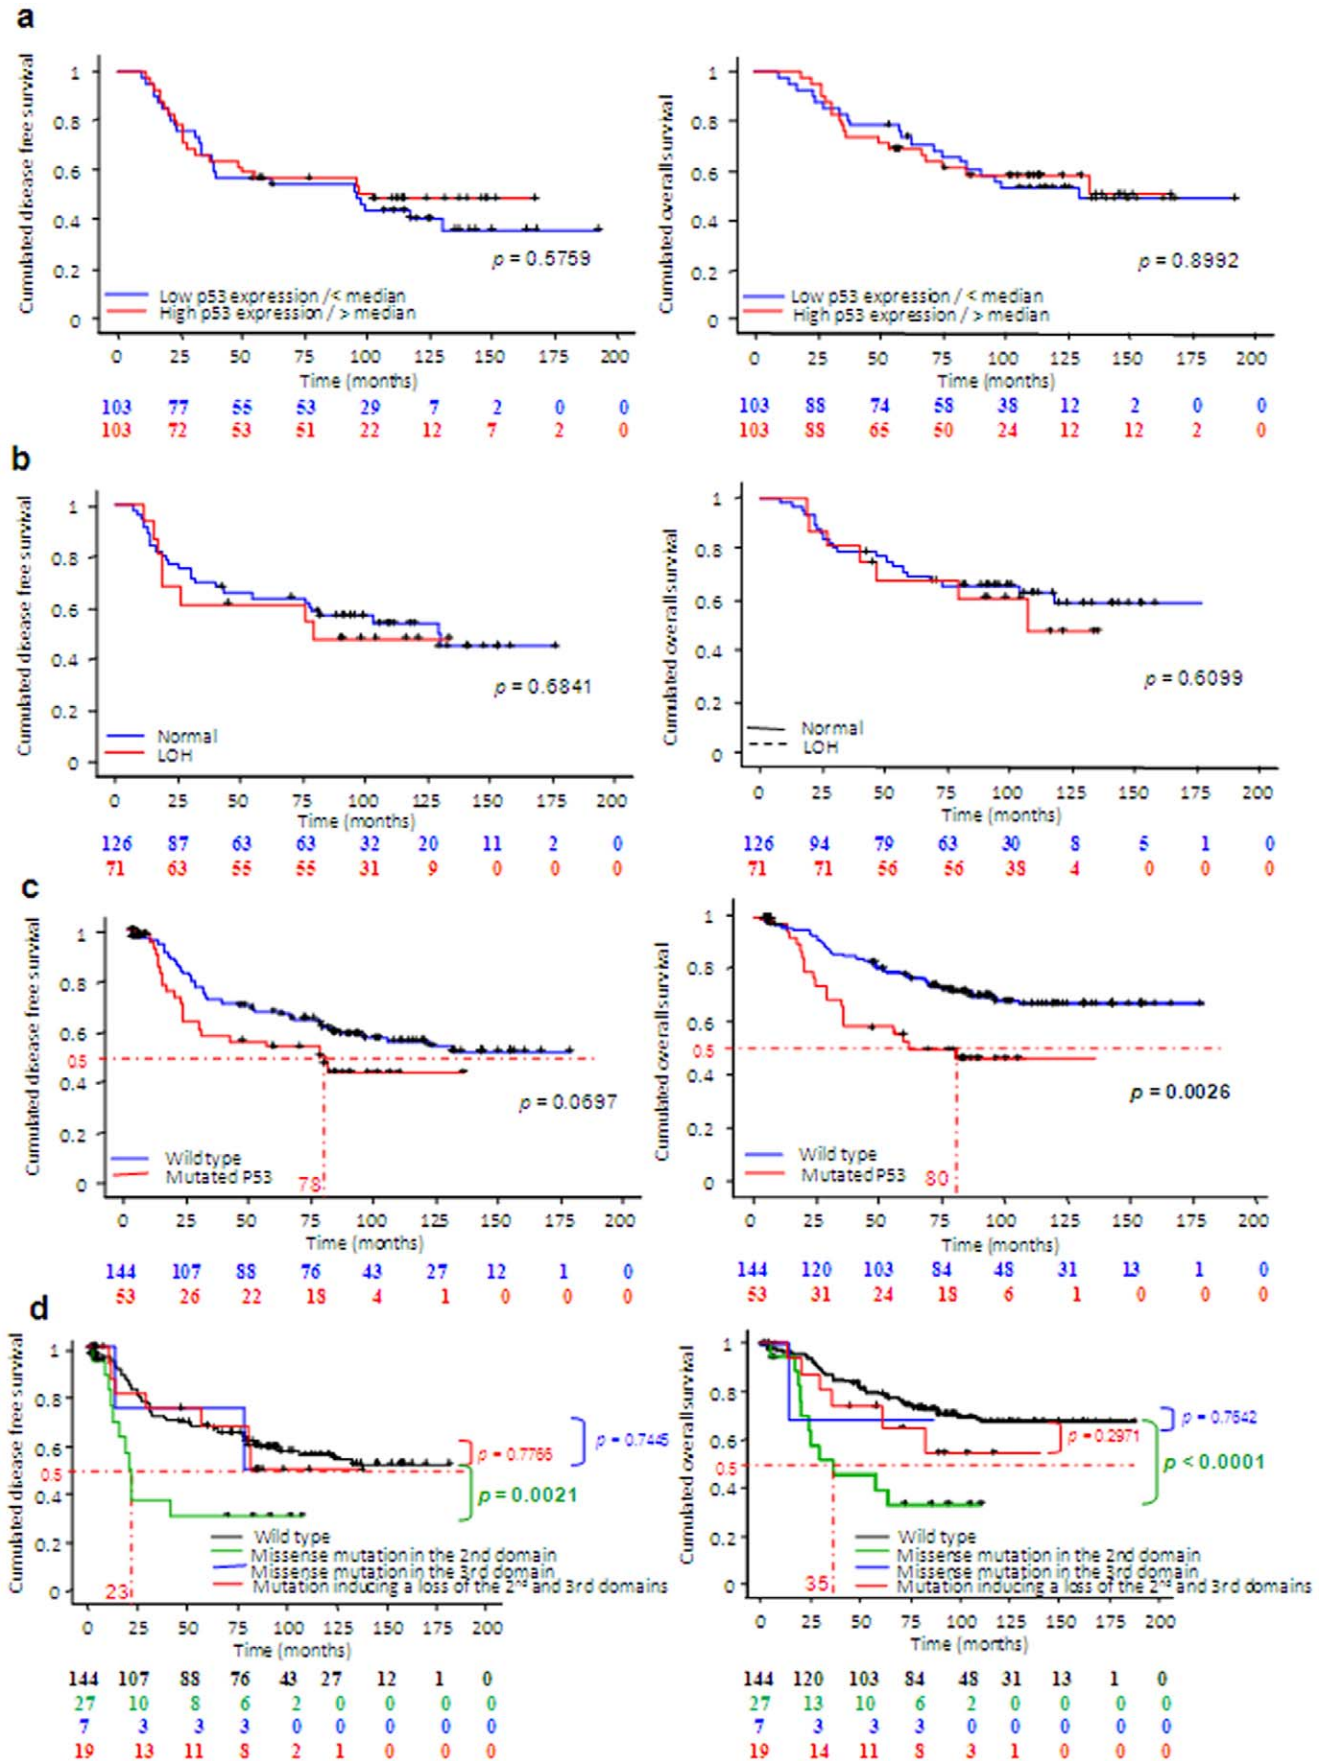 a
Cumulated disease free survival
1
0.8
0.6
0.4
0.2
0
p = 0.5759
Low p53 expression / < median
High p53 expression / > median
0 25 50 75 100 125 150 175 200
Time (months)
103 77 55 53 29 7 2 0 0
103 72 53 51 22 12 7 2 0
Cumulated overall survival
1
0.8
0.6
0.4
0.2
0
p = 0.8992
Low p53 expression / < median
High p53 expression / > median
0 25 50 75 100 125 150 175 200
Time (months)
103 88 74 58 38 12 2 0 0
103 88 65 50 24 12 12 2 0
b
Cumulated disease free survival
1
0.8
0.6
0.4
0.2
0
p = 0.6841
Normal
LOH
0 25 50 75 100 125 150 175 200
Time (months)
126 87 63 63 32 20 11 2 0
71 63 55 55 31 9 0 0 0
Cumulated overall survival
1
0.8
0.6
0.4
0.2
0
p = 0.6099
Normal
LOH
0 25 50 75 100 125 150 175 200
Time (months)
126 94 79 63 30 8 5 1 0
71 71 56 56 38 4 0 0 0
c
Cumulated disease free survival
1
0.8
0.6
0.5
0.4
0.2
0
p = 0.0697
Wild type
Mutated P53
78
0 25 50 75 100 125 150 175 200
Time (months)
144 107 88 76 43 27 12 1 0
53 26 22 18 4 1 0 0 0
Cumulated overall survival
1
0.8
0.6
0.5
0.4
0.2
0
p = 0.0026
Wild type
Mutated P53
80
0 25 50 75 100 125 150 175 200
Time (months)
144 120 103 84 48 31 13 1 0
53 31 24 18 6 1 0 0 0
d
Cumulated disease free survival
1
0.8
0.6
0.5
0.4
0.2
0
p = 0.7766
p = 0.7445
p = 0.0021
Wild type
Missense mutation in the 2nd domain
Missense mutation in the 3rd domain
Mutation inducing a loss of the 2nd and 3rd domains
23
0 25 50 75 100 125 150 175 200
Time (months)
144 107 88 76 43 27 12 1 0
27 10 8 6 2 0 0 0 0
7 3 3 3 0 0 0 0 0
19 13 11 8 2 1 0 0 0
Cumulated overall survival
1
0.8
0.6
0.5
0.4
0.2
0
p = 0.7642
p = 0.2971
p < 0.0001
Wild type
Missense mutation in the 2nd domain
Missense mutation in the 3rd domain
Mutation inducing a loss of the 2nd and 3rd domains
35
0 25 50 75 100 125 150 175 200
Time (months)
144 120 103 84 48 31 13 1 0
27 13 10 6 2 0 0 0 0
7 3 3 3 0 0 0 0 0
19 14 11 8 3 1 0 0 0